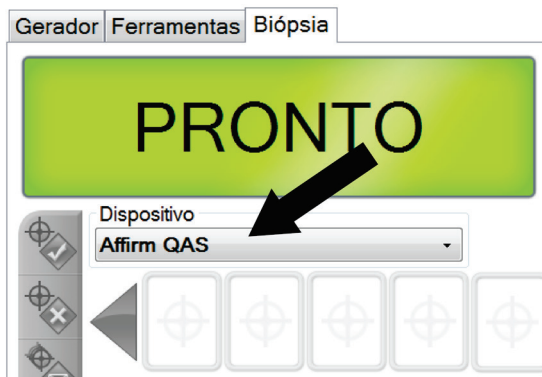 Gerador Ferramentas Biópsia
PRONTO
Dispositivo
Affirm QAS